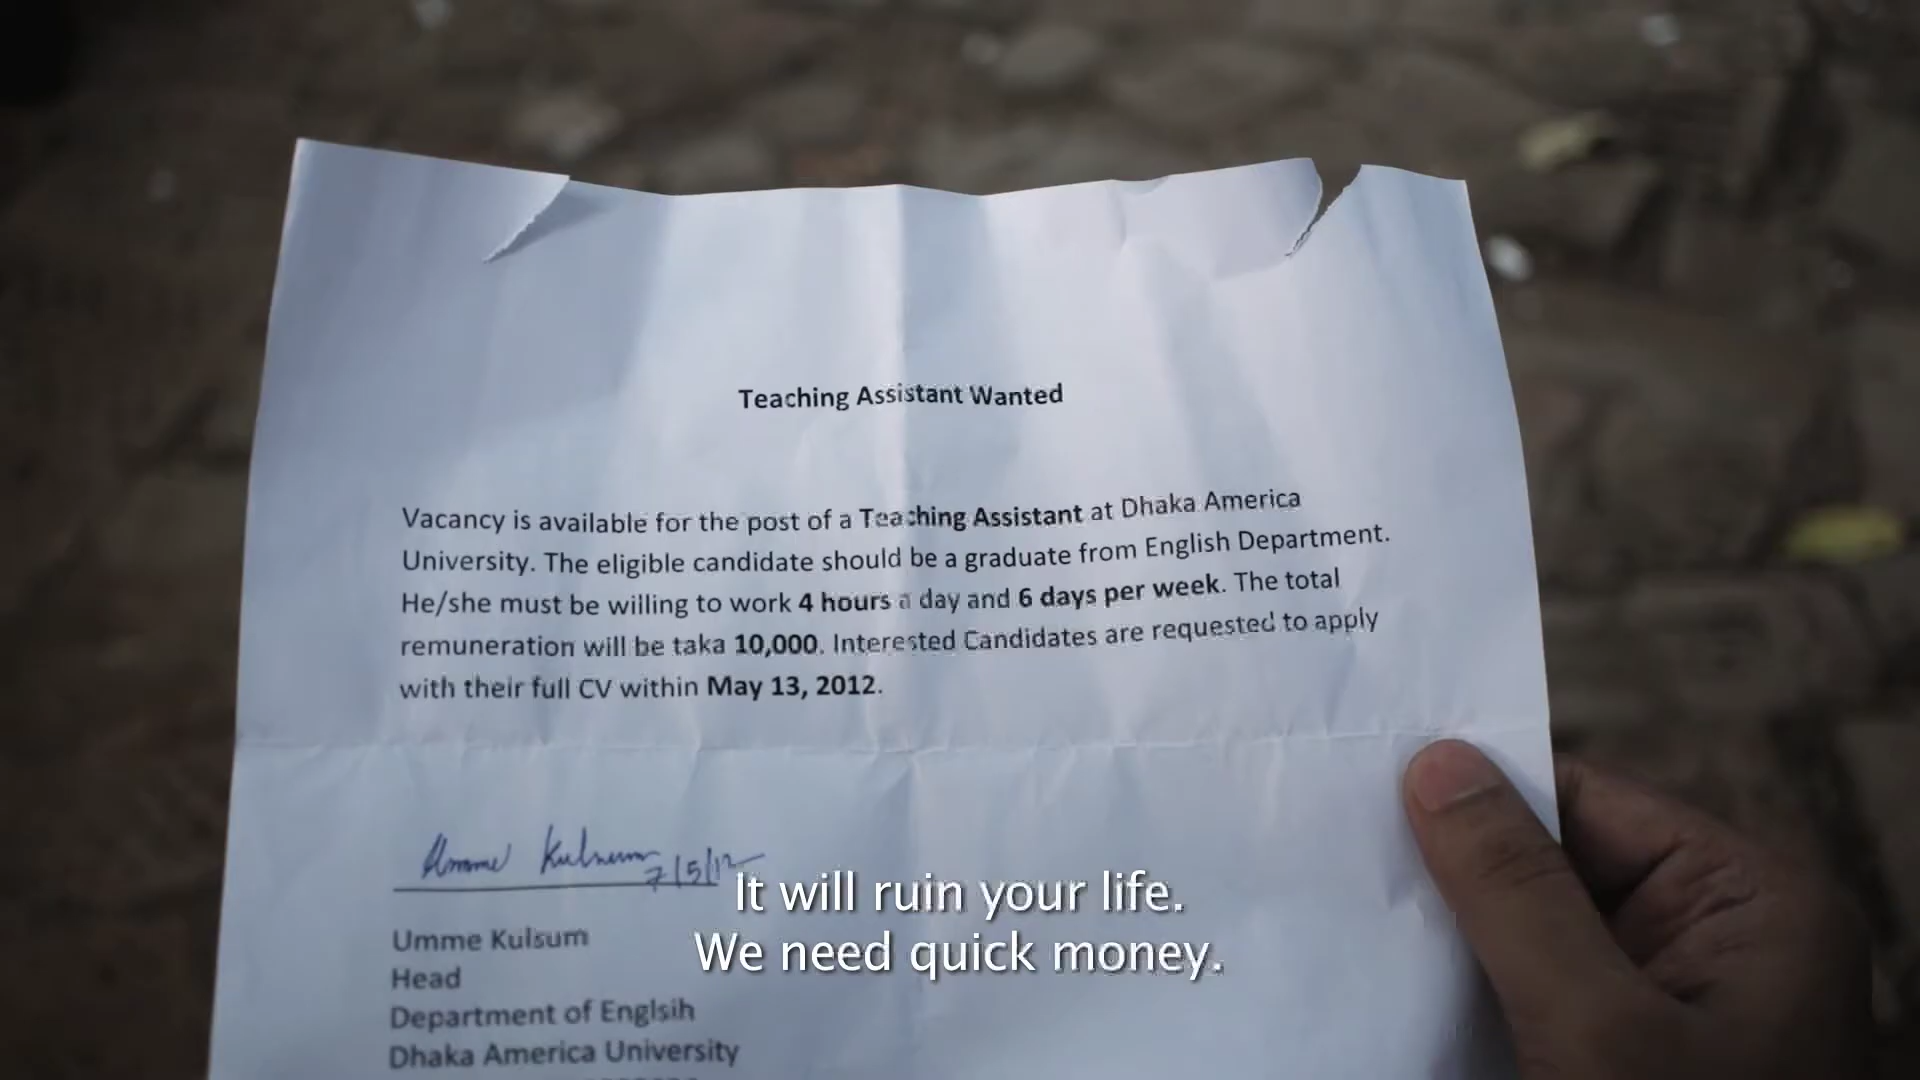 Teaching Assistant Wanted
Vacancy is available for the post of a Teaching Assistant at Dhaka America
University. The eligible candidate should be a graduate from English Department.
He/she must be willing to work 4 hours a day and 6 days per week. The total
remuneration will be taka 10,000. Interested Candidates are requested to apply
with their full CV within May 13, 2012.
Umme Kulsum
7/5/12
It will ruin your life.
We need quick money.
Umme Kulsum
Head
Department of Englsih
Dhaka America University